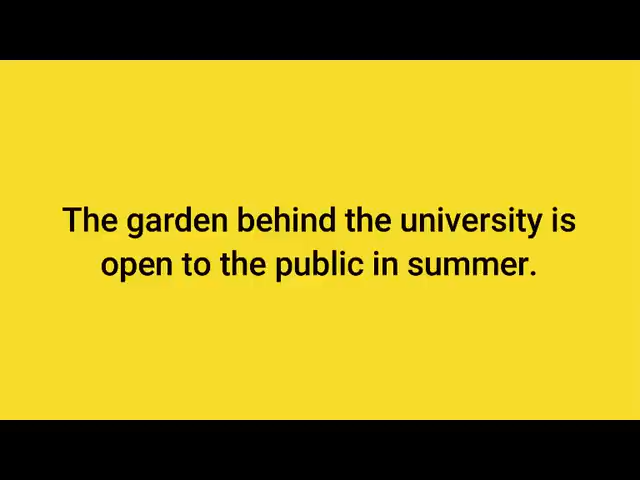 The garden behind the university is
open to the public in summer.